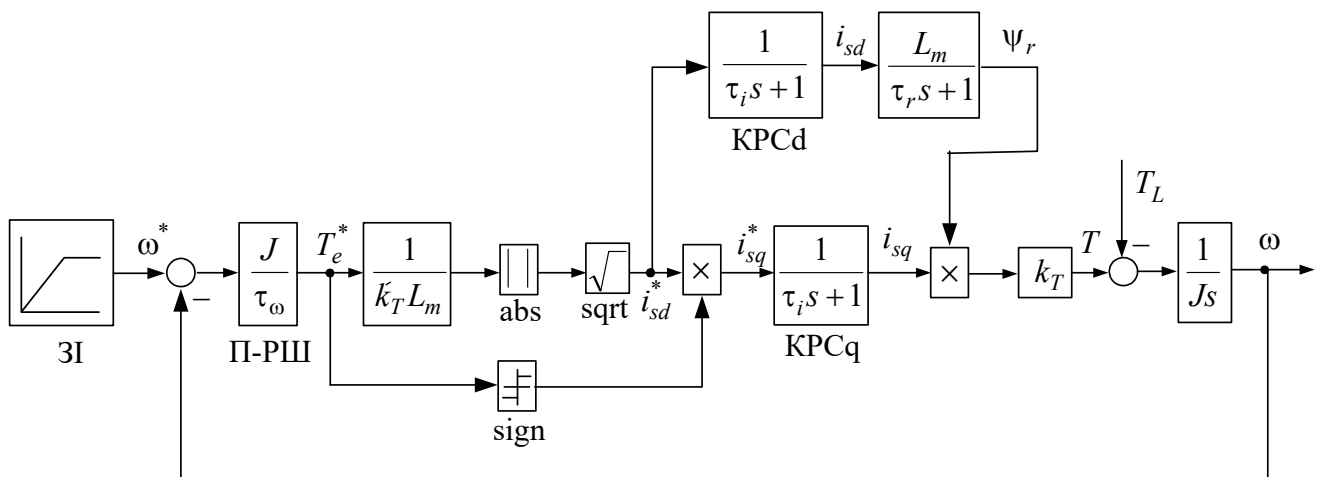 1
τ_i s + 1
i_sd
L_m
τ_r s + 1
ψ_r
КРСd
ω*
J
τ_ω
T_e*
1
ḱ_T L_m
abs
sqrt
i_sd*
×
i_sq*
1
τ_i s + 1
i_sq
×
k_T
T
T_L
−
1
Js
ω
−
ЗІ
П-РШ
КРСq
sign